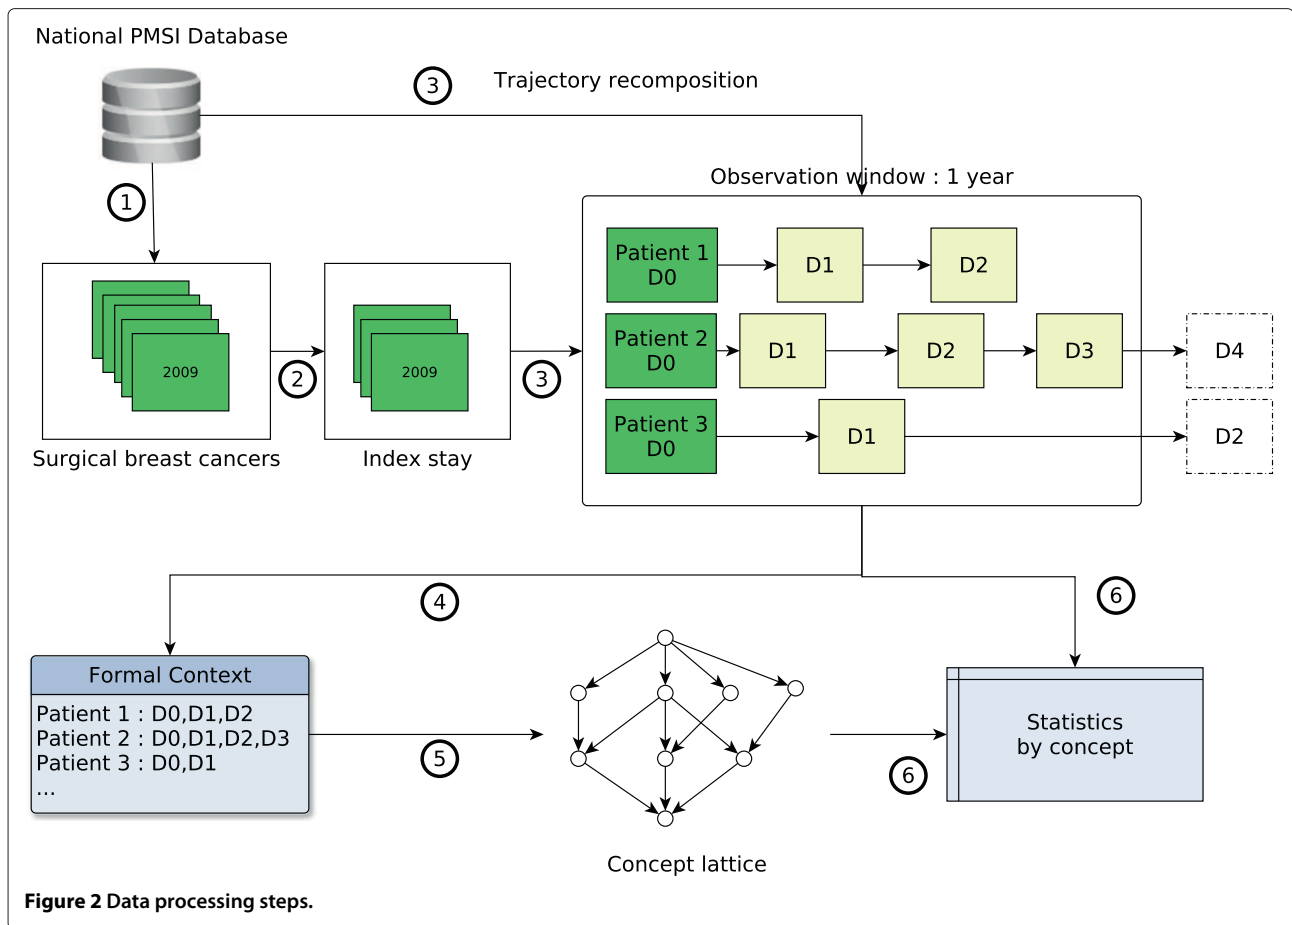 National PMSI Database
3
Trajectory recomposition
1
Observation window : 1 year
Patient 1
D0
D1
D2
Patient 2
D0
D1
D2
D3
D4
Patient 3
D0
D1
D2
2009
2
2009
3
Surgical breast cancers
Index stay
4
6
Formal Context
Patient 1 : D0,D1,D2
Patient 2 : D0,D1,D2,D3
Patient 3 : D0,D1
...
5
6
Statistics
by concept
Concept lattice
Figure 2 Data processing steps.